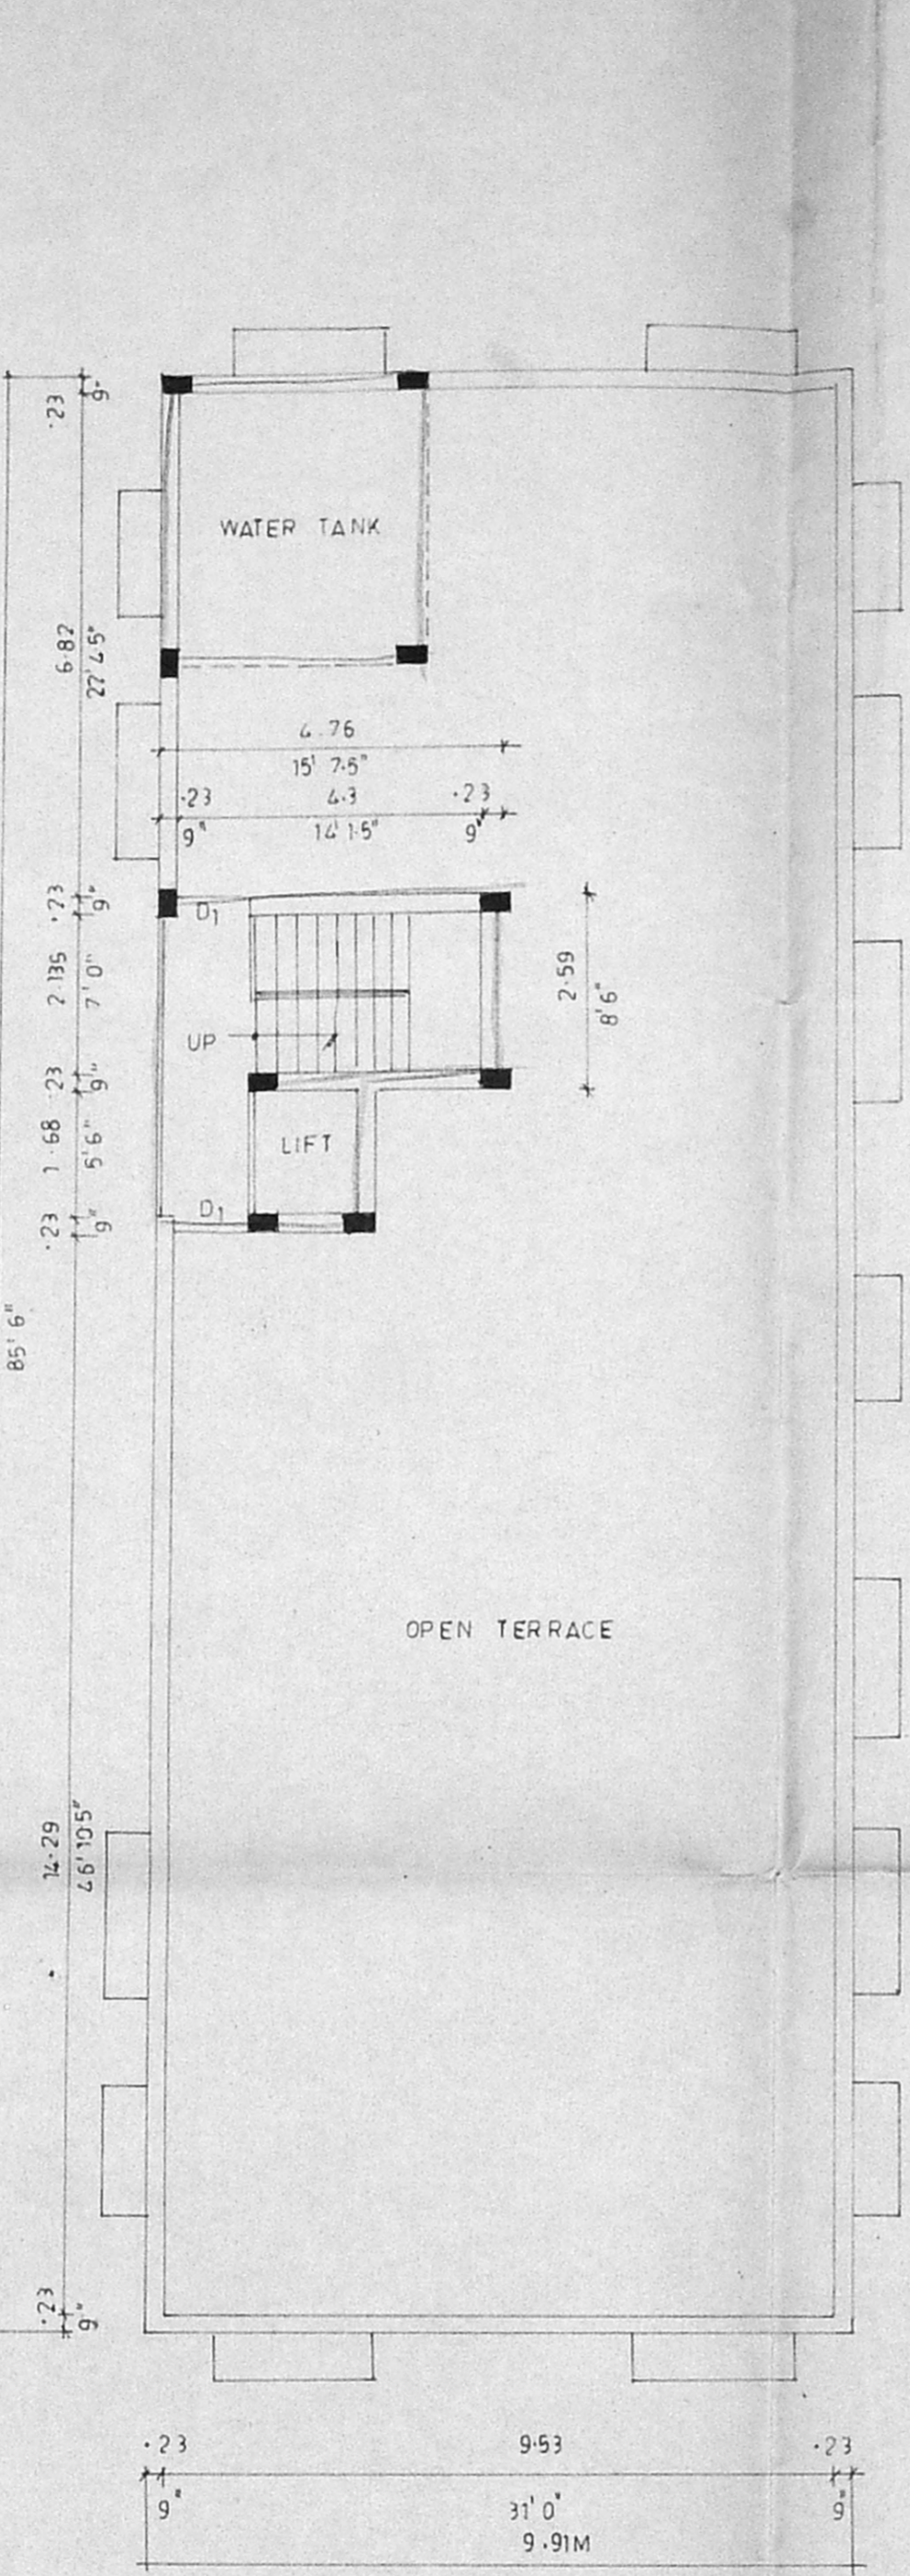 .23
9"
WATER TANK
6.82
27' 4.5"
4.76
15' 7.5"
.23 4.3 .23
9" 14' 1.5" 9"
.23
9"
D1
2.135
7' 0"
2.59
8' 6"
UP
.23
9"
1.68
5' 6"
LIFT
D1
.23
9"
85' 6"
OPEN TERRACE
14.29
46' 10.5"
.23
9"
.23 9.53 .23
9" 31' 0" 9"
9.91M